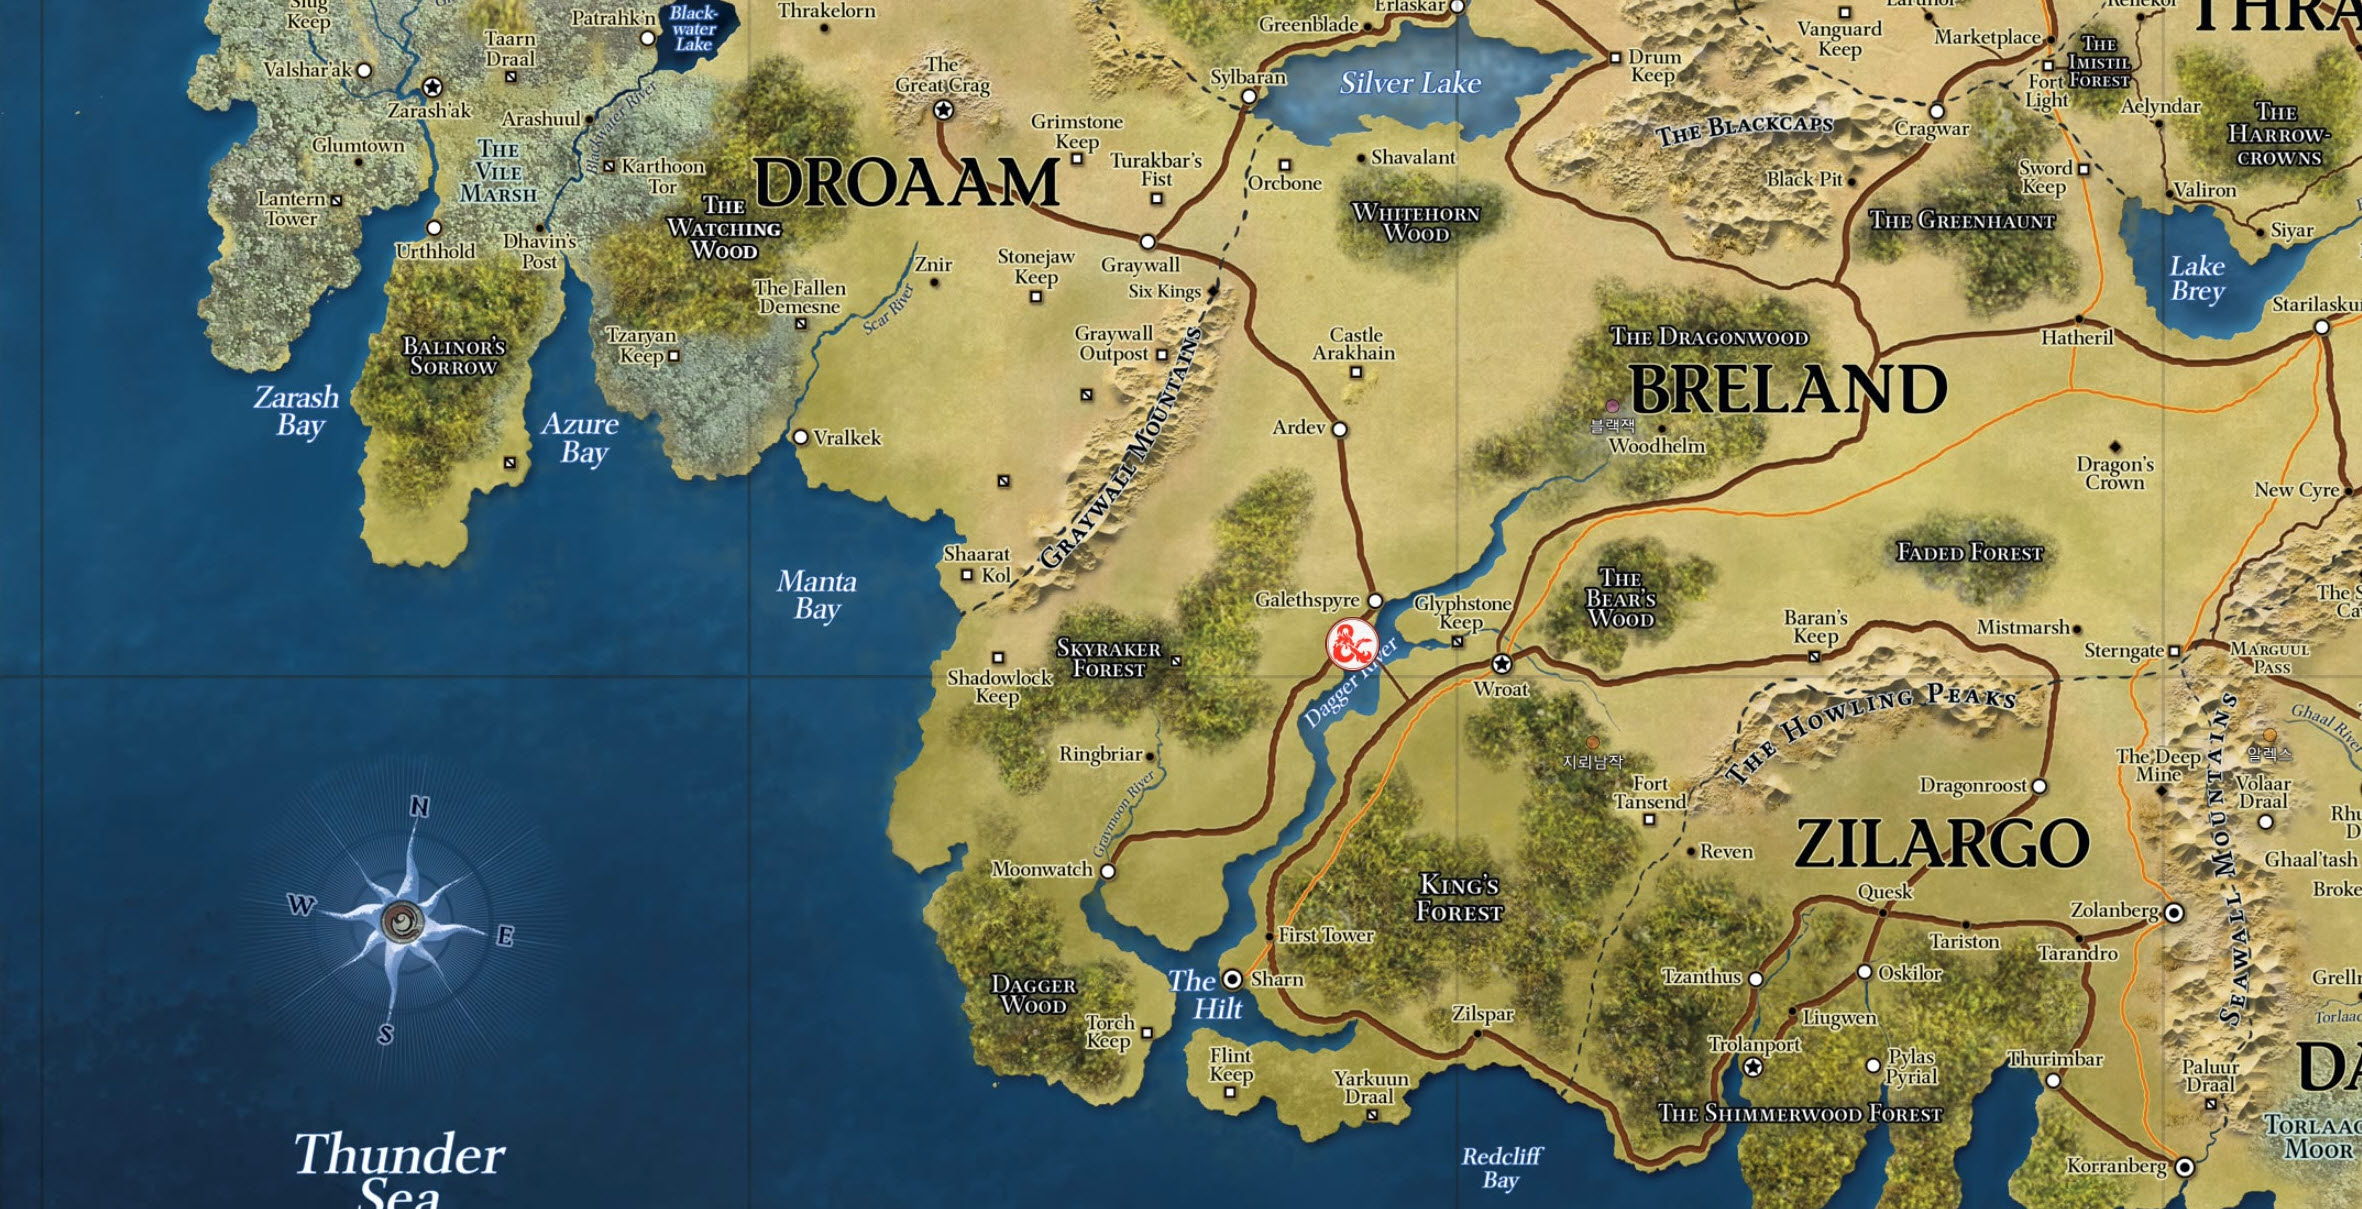 Slug
Keep
Patrahk'n
Black-
water
Lake
Thrakelorn
Greenblade
Erlaskar
Vanguard
Keep
Marketplace
THE
IMISTIL
FOREST
Taarn
Draal
Valshar'ak
Zarash'ak
Arashuul
Blackwater River
The
Great Crag
Sylbaran
Silver Lake
Drum
Keep
Fort
Light
Aelyndar
THE
HARROW-
CROWNS
Glumtown
THE
VILE
MARSH
Karthoon
Tor
Grimstone
Keep
Turakbar's
Fist
Orcbone
Shavalant
THE BLACKCAPS
Cragwar
Black Pit
Sword
Keep
Valiron
Lantern
Tower
DROAAM
THE
WATCHING
WOOD
WHITEHORN
WOOD
THE GREENHAUNT
Siyar
Urthhold
Dhavin's
Post
Znir
Stonejaw
Keep
Graywall
Six Kings
Lake
Brey
The Fallen
Demesne
Scar River
Tzaryan
Keep
Graywall
Outpost
Castle
Arakhain
THE DRAGONWOOD
Hatheril
BALINOR'S
SORROW
BRELAND
Zarash
Bay
Azure
Bay
Vralkek
GRAYWALL MOUNTAINS
Ardev
블랙잭
Woodhelm
Dragon's
Crown
New Cyre
Shaarat
Kol
Manta
Bay
FADED FOREST
THE
BEAR'S
WOOD
Galethspyre
Glyphstone
Keep
Baran's
Keep
Mistmarsh
Sterngate
MARGUUL
PASS
SKYRAKER
FOREST
Shadowlock
Keep
Dagger River
Wroat
THE HOWLING PEAKS
Ghaal River
Ringbriar
Graymoon River
지뢰남작
Fort
Tansend
Dragonroost
The Deep
Mine
알렉스
Volaar
Draal
SEAWALL MOUNTAINS
N
W
E
S
Moonwatch
KING'S
FOREST
Reven
ZILARGO
Quesk
Ghaal'tash
Zolanberg
First Tower
Tariston
Tarandro
DAGGER
WOOD
The
Hilt
Sharn
Tzanthus
Oskilor
Torch
Keep
Zilspar
Liugwen
Trolanport
Flint
Keep
Yarkuun
Draal
Pylas
Pyrial
Thurimbar
Paluur
Draal
THE SHIMMERWOOD FOREST
MOOR
Thunder
Sea
Redcliff
Bay
Korranberg